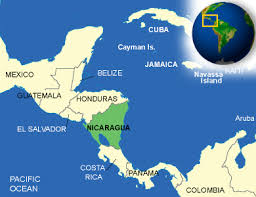 CUBA
Cayman Is.
MEXICO
BELIZE
JAMAICA
HAITI
Navassa
Island
GUATEMALA
HONDURAS
EL SALVADOR
NICARAGUA
Aruba
COSTA
RICA
PANAMA
PACIFIC
OCEAN
COLOMBIA